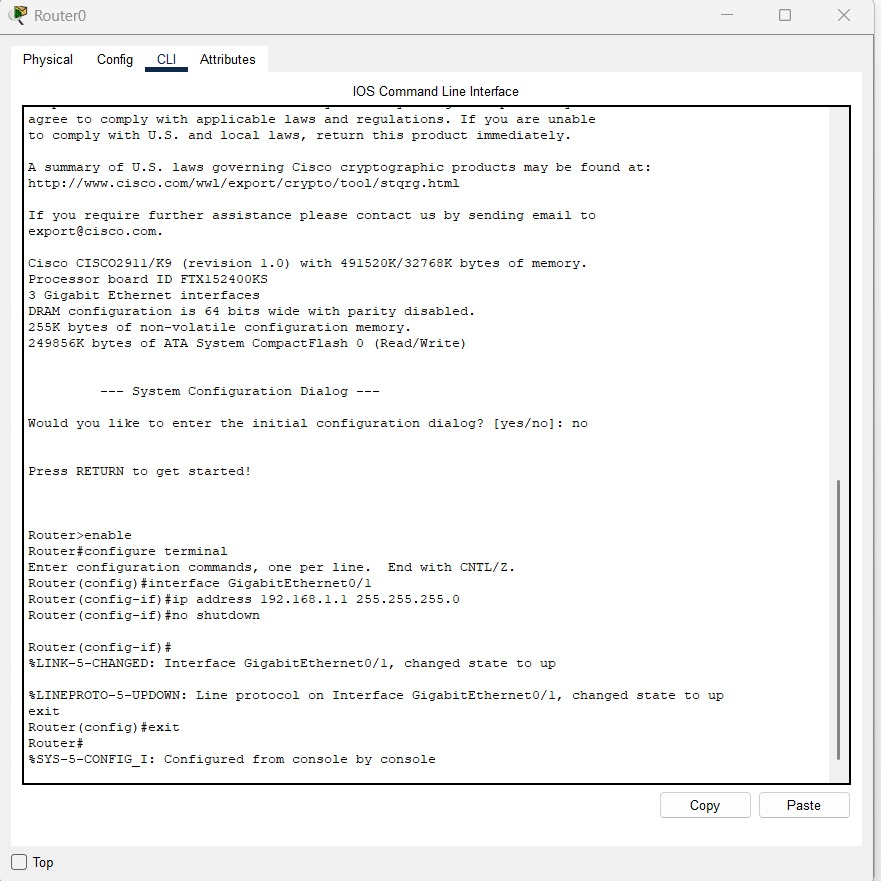 Router0
Physical Config CLI Attributes
IOS Command Line Interface
agree to comply with applicable laws and regulations. If you are unable
to comply with U.S. and local laws, return this product immediately.
A summary of U.S. laws governing Cisco cryptographic products may be found at:
http://www.cisco.com/wwl/export/crypto/tool/stqrg.html
If you require further assistance please contact us by sending email to
export@cisco.com.
Cisco CISCO2911/K9 (revision 1.0) with 491520K/32768K bytes of memory.
Processor board ID FTX152400KS
3 Gigabit Ethernet interfaces
DRAM configuration is 64 bits wide with parity disabled.
255K bytes of non-volatile configuration memory.
249856K bytes of ATA System CompactFlash 0 (Read/Write)
--- System Configuration Dialog ---
Would you like to enter the initial configuration dialog? [yes/no]: no
Press RETURN to get started!
Router>enable
Router#configure terminal
Enter configuration commands, one per line.  End with CNTL/Z.
Router(config)#interface GigabitEthernet0/1
Router(config-if)#ip address 192.168.1.1 255.255.255.0
Router(config-if)#no shutdown
Router(config-if)#
%LINK-5-CHANGED: Interface GigabitEthernet0/1, changed state to up
%LINEPROTO-5-UPDOWN: Line protocol on Interface GigabitEthernet0/1, changed state to up
exit
Router(config)#exit
Router#
%SYS-5-CONFIG_I: Configured from console by console
Copy Paste
Top